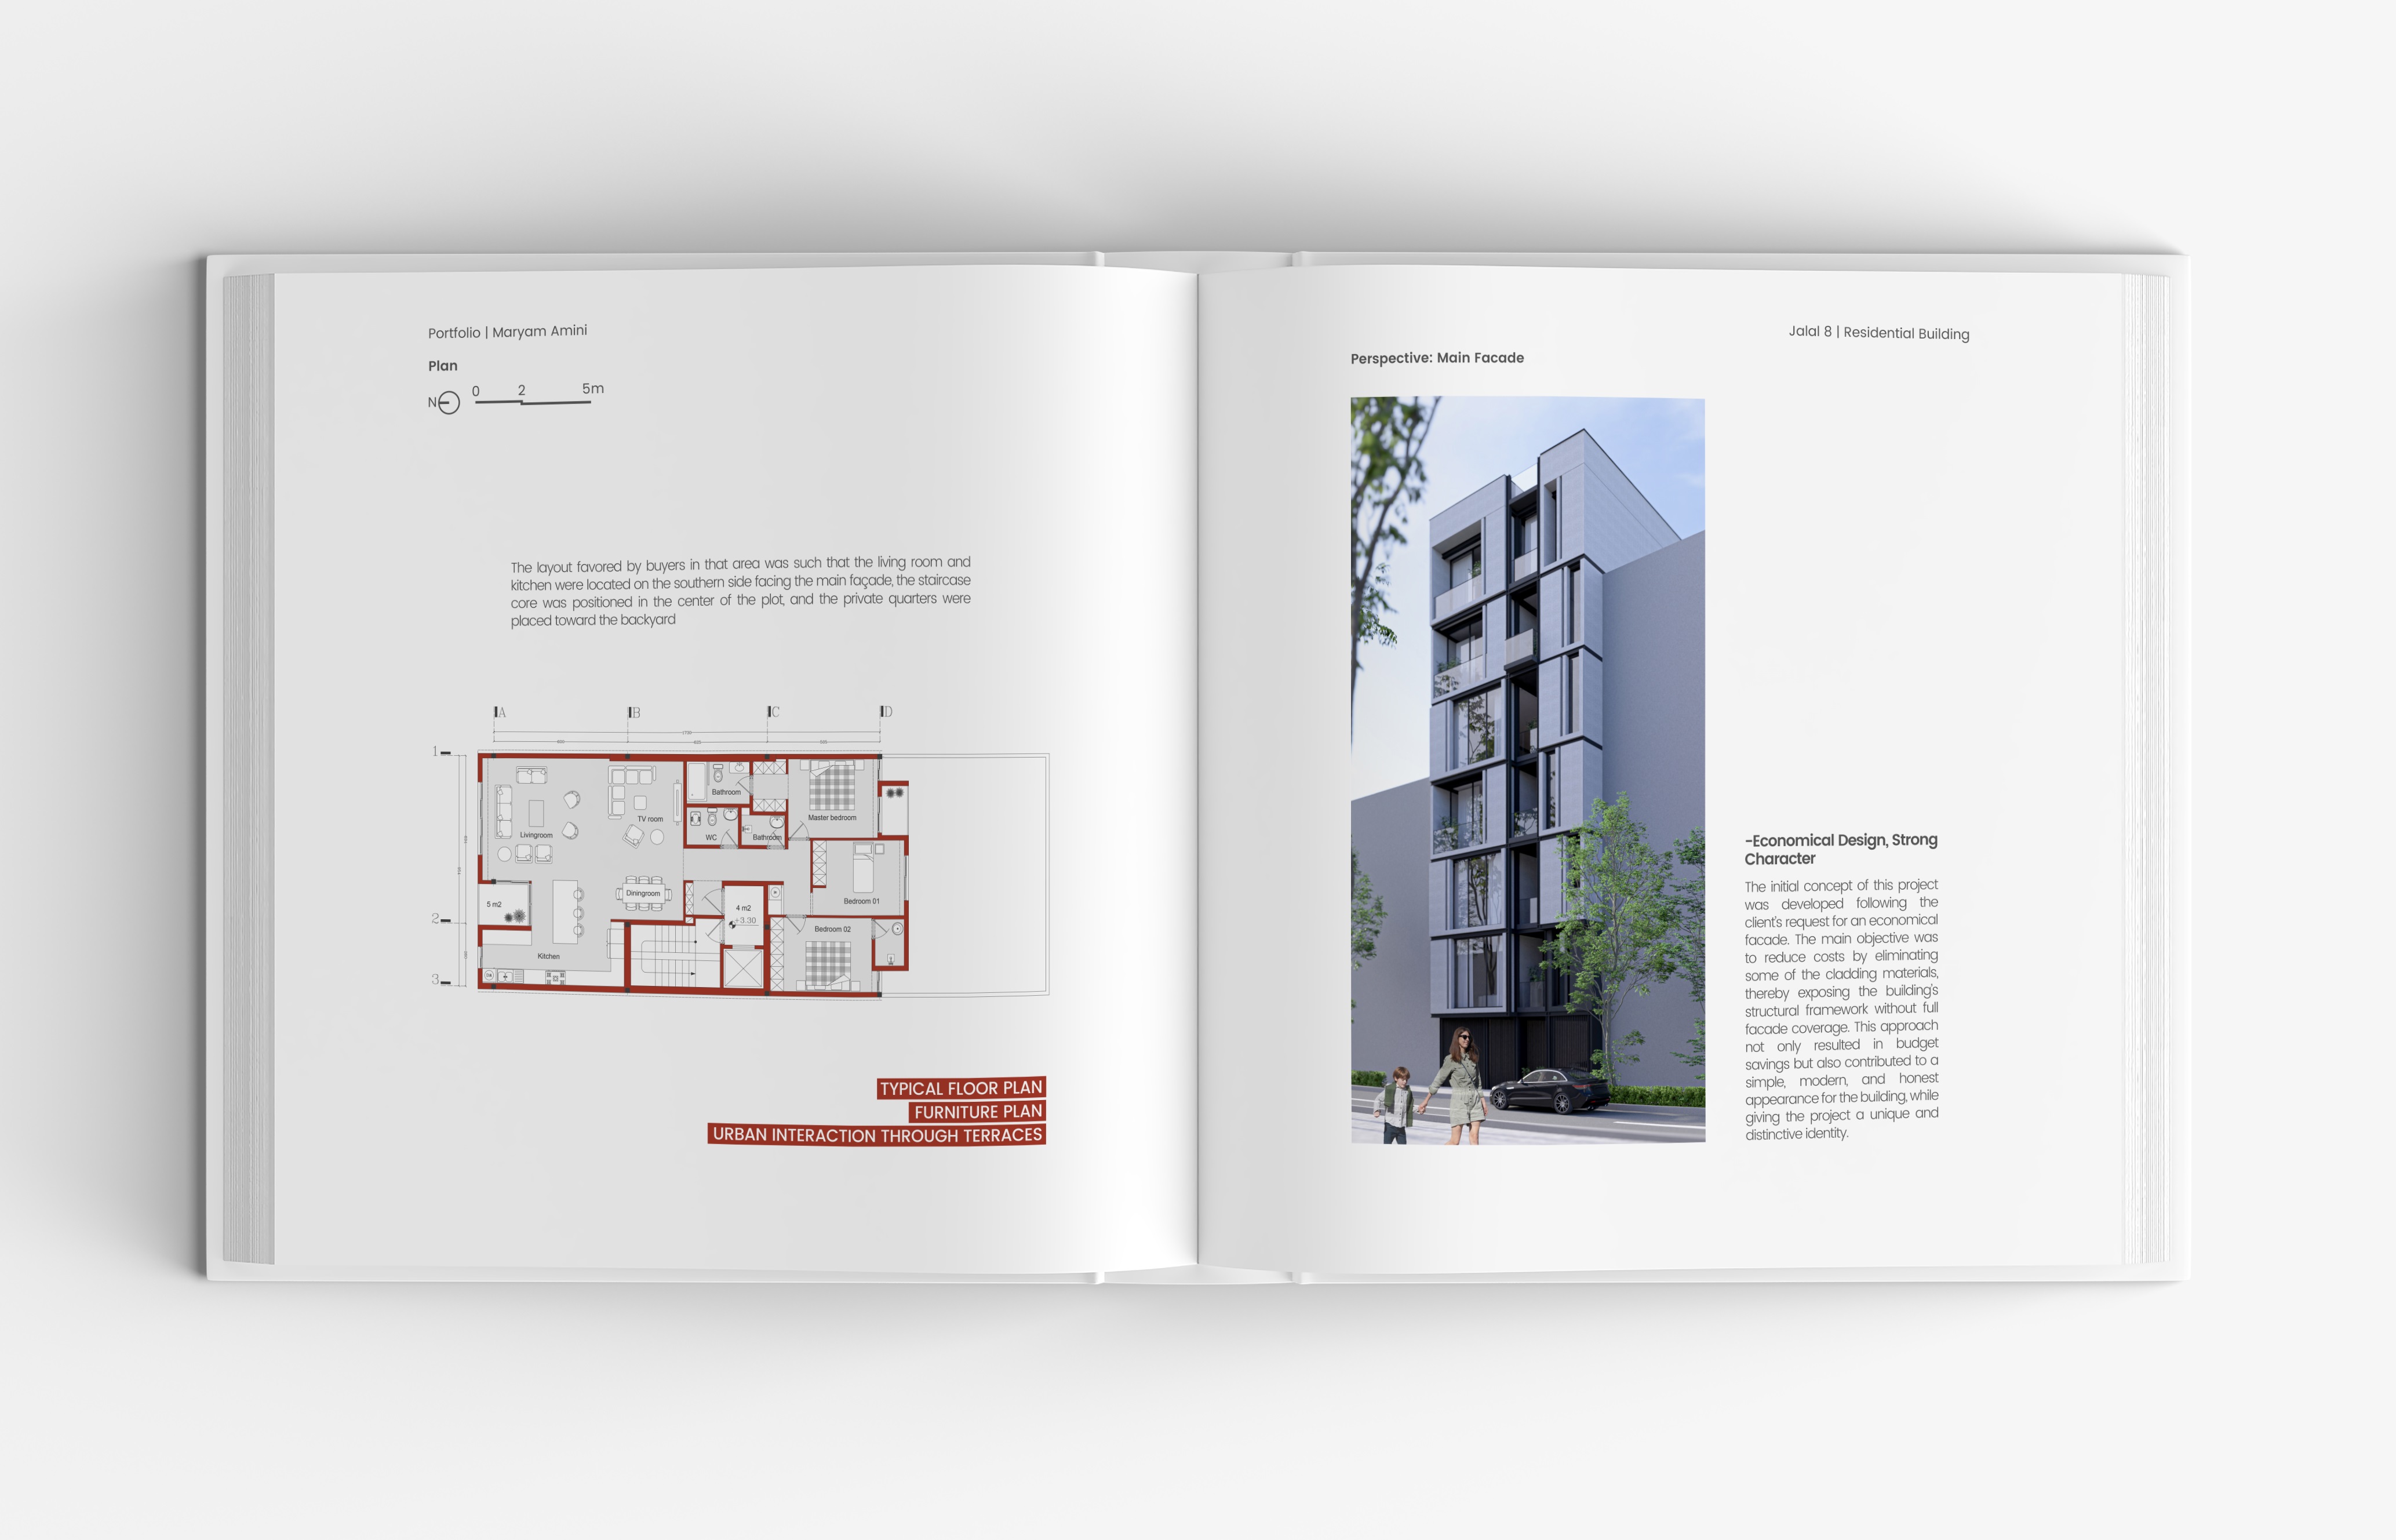 Portfolio | Maryam Amini
Plan
N
0 2 5m
The layout favored by buyers in that area was such that the living room and
kitchen were located on the southern side facing the main façade, the staircase
core was positioned in the center of the plot, and the private quarters were
placed toward the backyard
A B C D
1
2
3
Bathroom
Master bedroom
TV room
Livingroom
WC
Bathroom
Diningroom
5 m2
4 m2
+3.30
Bedroom 01
Bedroom 02
Kitchen
TYPICAL FLOOR PLAN
FURNITURE PLAN
URBAN INTERACTION THROUGH TERRACES
Jalal 8 | Residential Building
Perspective: Main Facade
-Economical Design, Strong
Character
The initial concept of this project
was developed following the
client's request for an economical
facade. The main objective was
to reduce costs by eliminating
some of the cladding materials,
thereby exposing the building's
structural framework without full
facade coverage. This approach
not only resulted in budget
savings but also contributed to a
simple, modern, and honest
appearance for the building, while
giving the project a unique and
distinctive identity.